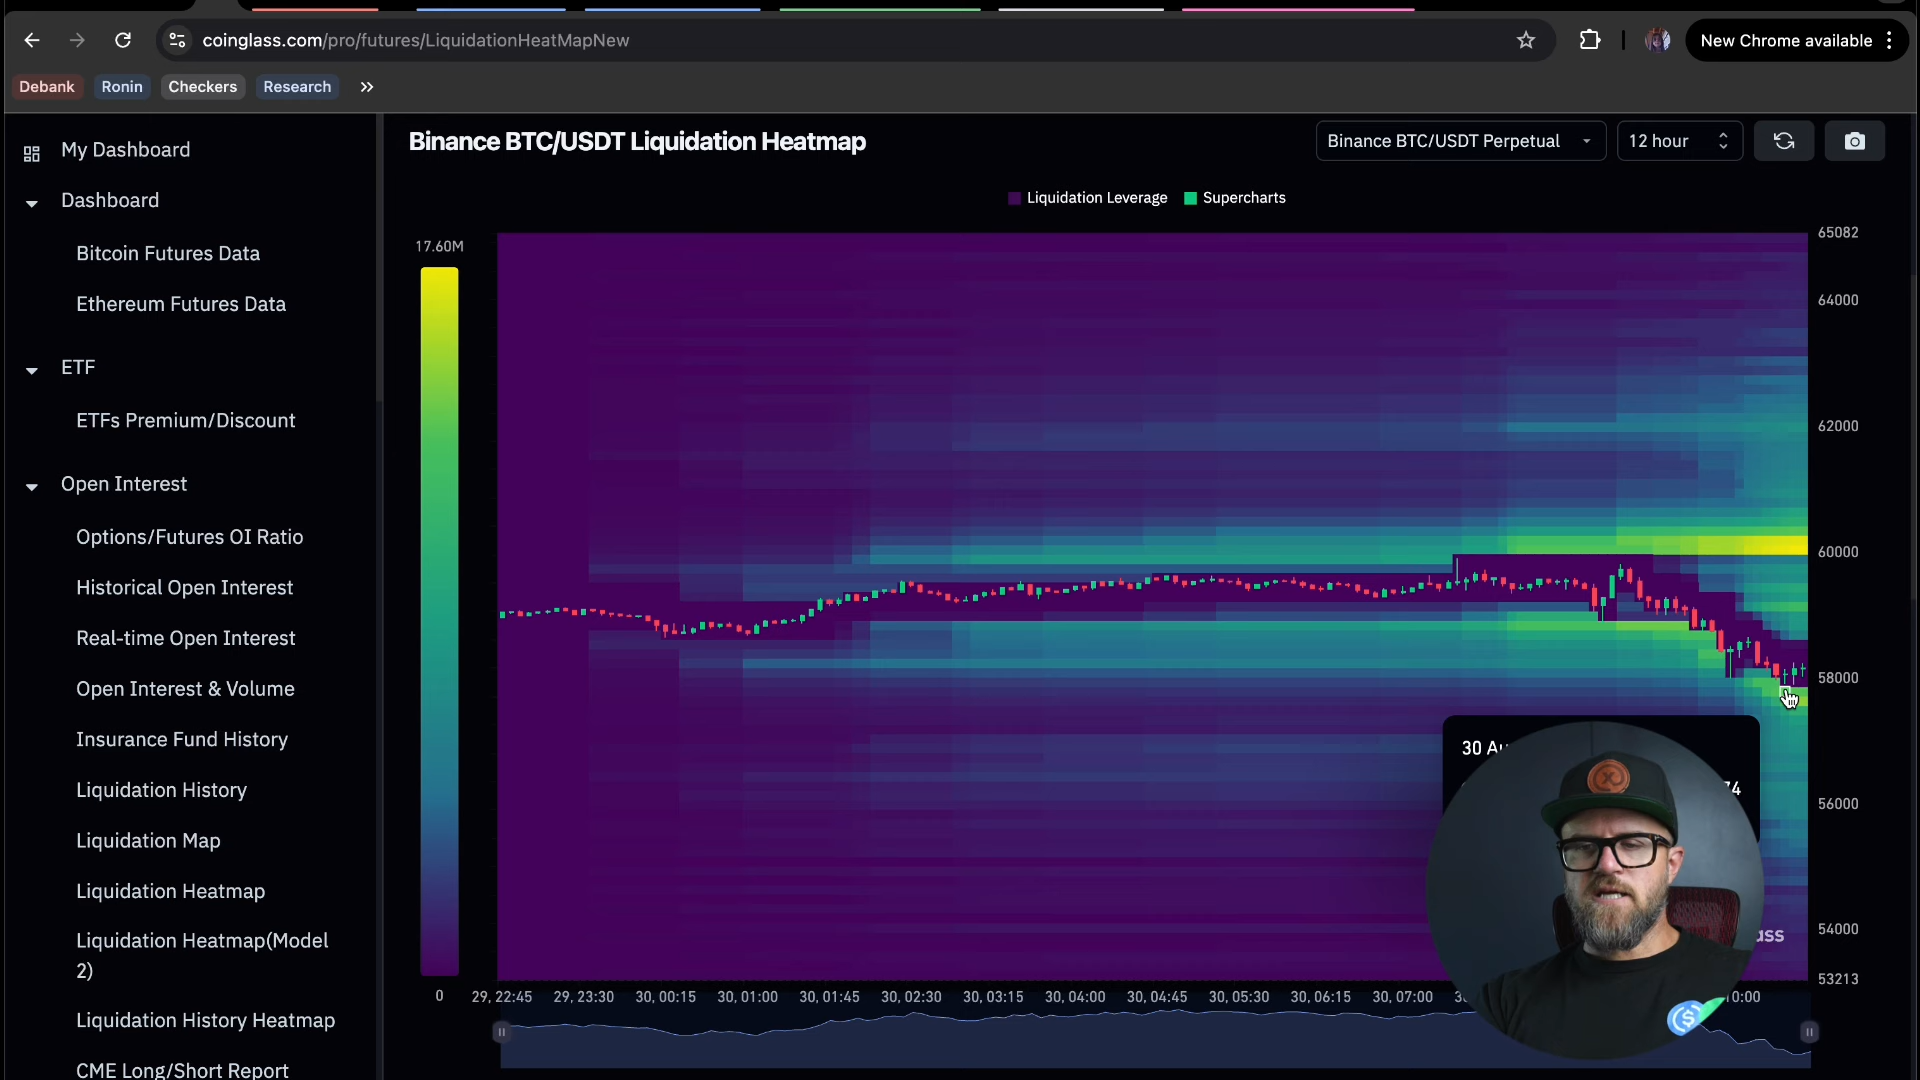 coinglass.com/pro/futures/LiquidationHeatMapNew
New Chrome available
Debank
Ronin
Checkers
Research
My Dashboard
Dashboard
Bitcoin Futures Data
Ethereum Futures Data
ETF
ETFs Premium/Discount
Open Interest
Options/Futures OI Ratio
Historical Open Interest
Real-time Open Interest
Open Interest & Volume
Insurance Fund History
Liquidation History
Liquidation Map
Liquidation Heatmap
Liquidation Heatmap(Model
2)
Liquidation History Heatmap
CME Long/Short Report
Binance BTC/USDT Liquidation Heatmap
Binance BTC/USDT Perpetual
12 hour
Liquidation Leverage
Supercharts
17.60M
0
65082
64000
62000
60000
58000
56000
54000
53213
30
29, 22:45
29, 23:30
30, 00:15
30, 01:00
30, 01:45
30, 02:30
30, 03:15
30, 04:00
30, 04:45
30, 05:30
30, 06:15
30, 07:00